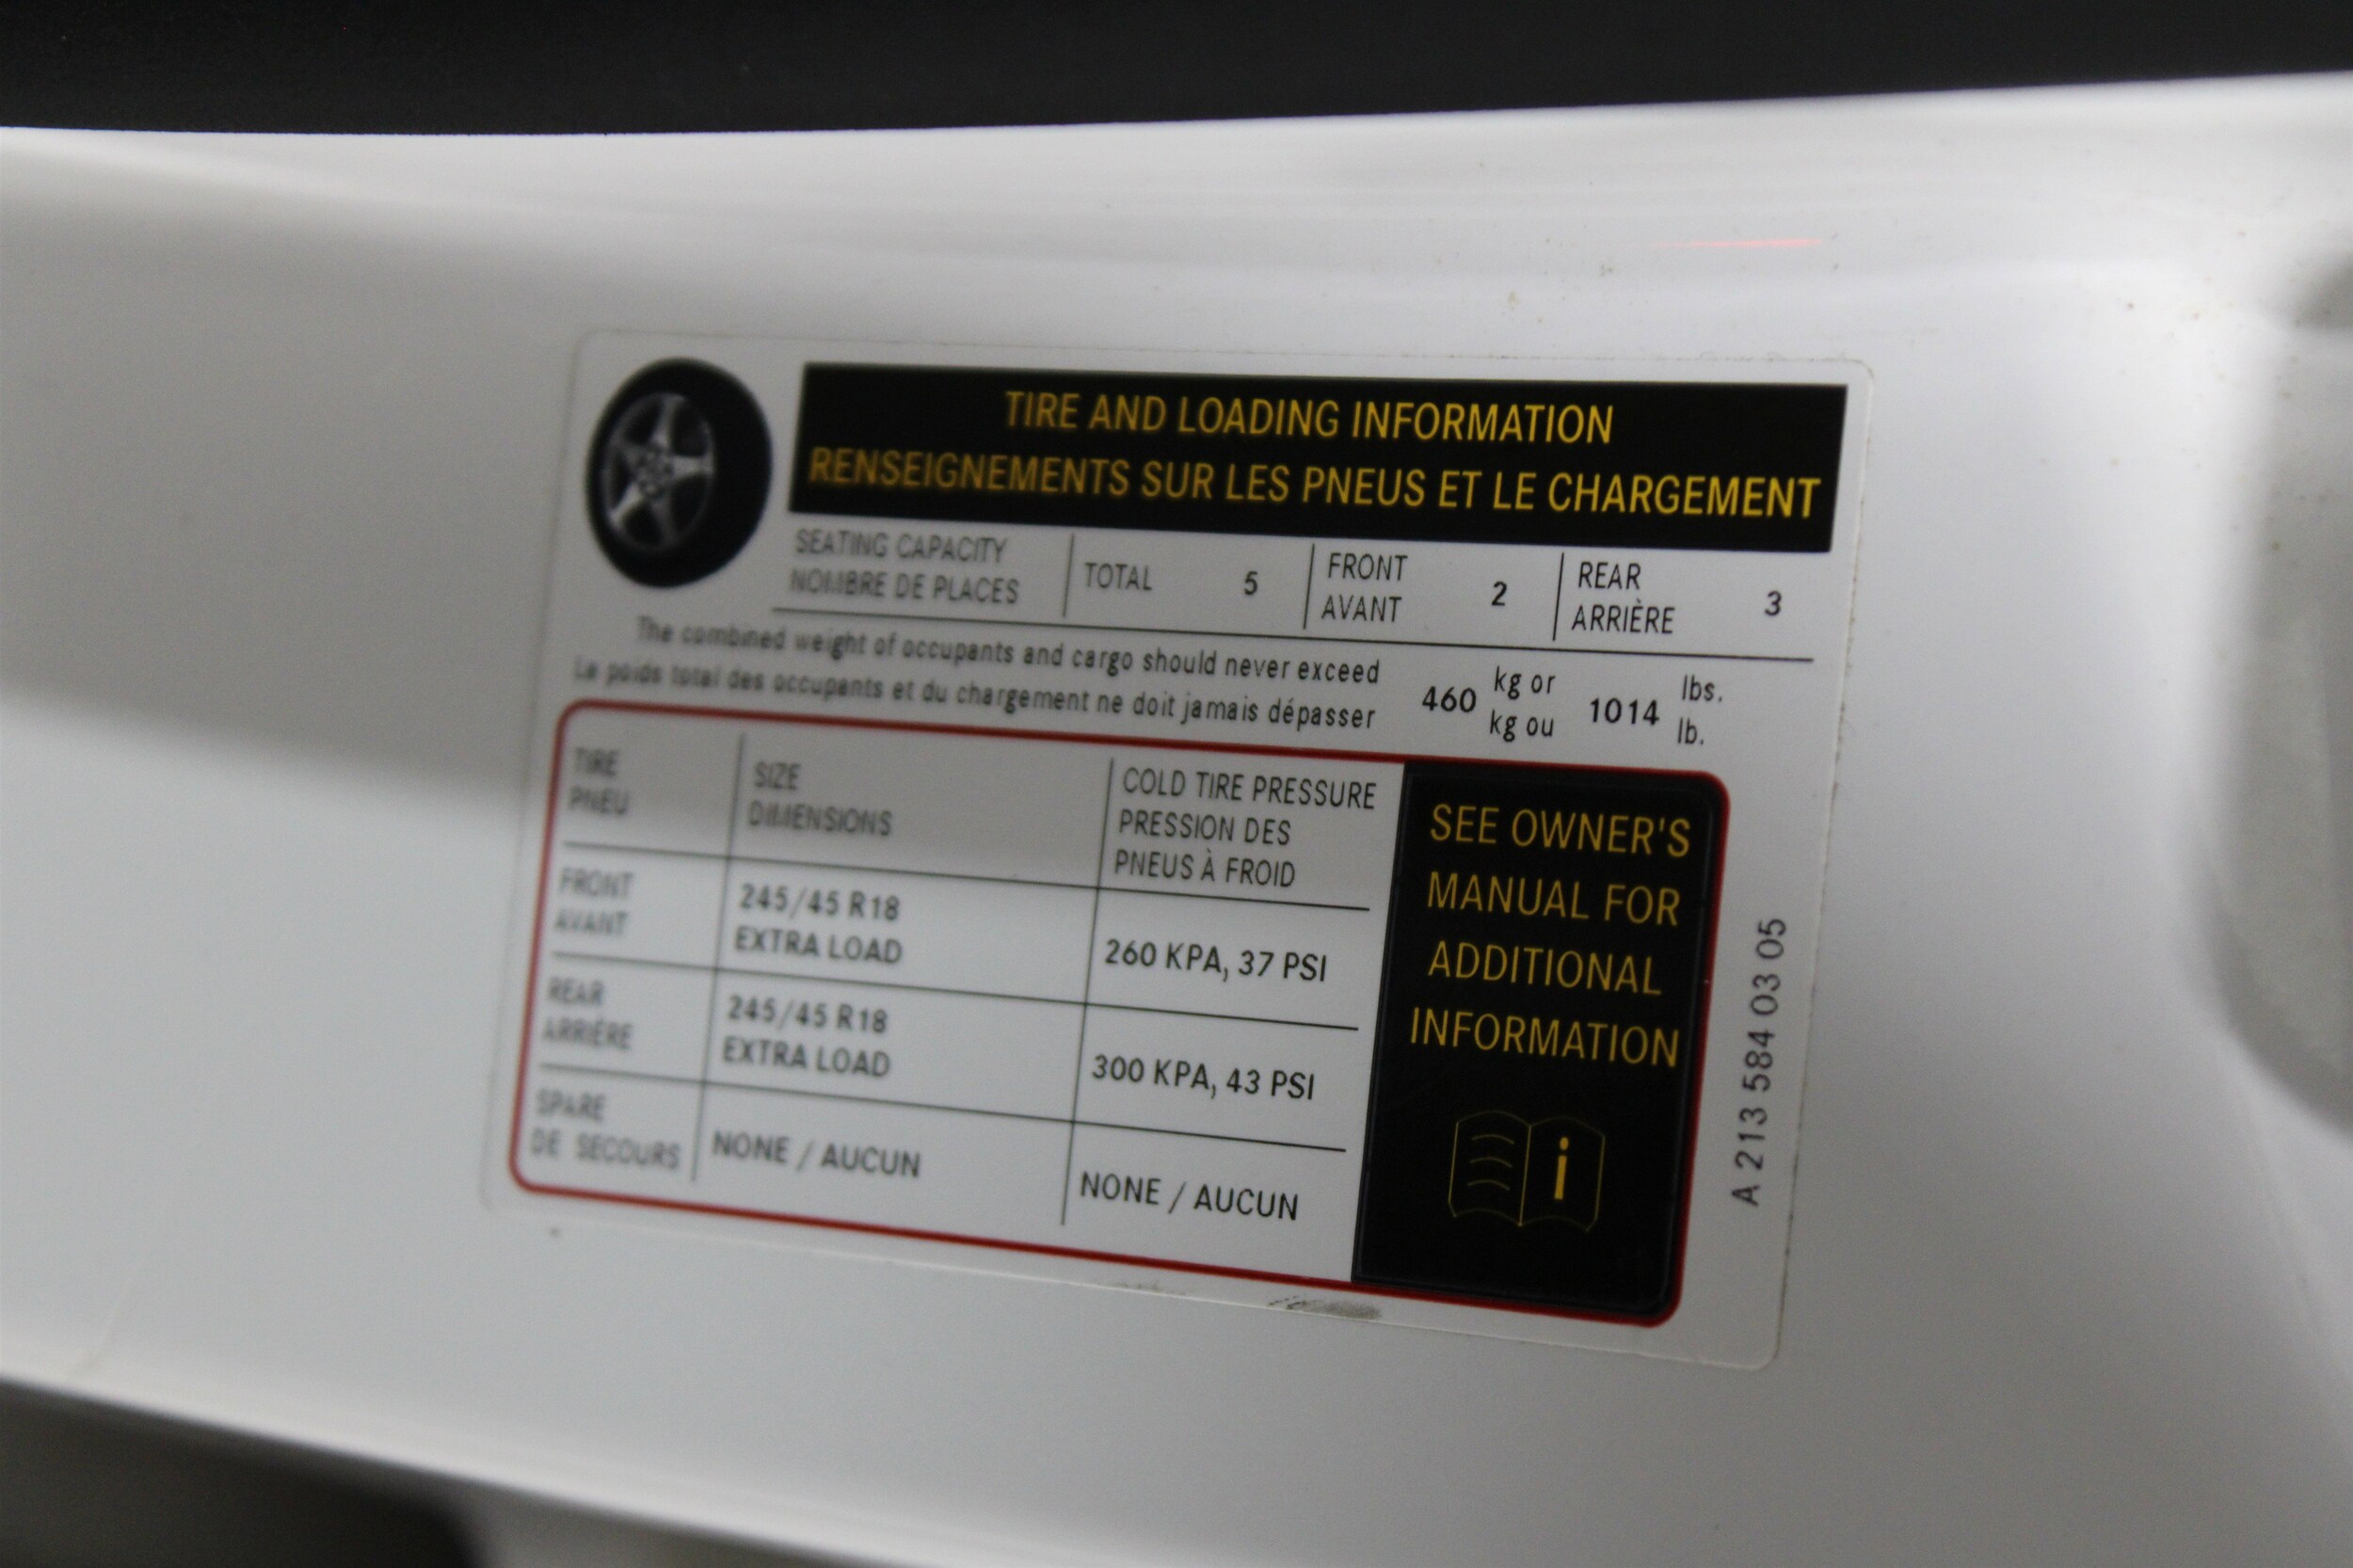 TIRE AND LOADING INFORMATION
RENSEIGNEMENTS SUR LES PNEUS ET LE CHARGEMENT
SEATING CAPACITY
NOMBRE DE PLACES
TOTAL 5
FRONT
AVANT
2
REAR
ARRIÈRE
3
The combined weight of occupants and cargo should never exceed
Le poids total des occupants et du chargement ne doit jamais dépasser
460
kg or
kg ou
1014
lbs.
lb.
TIRE
PNEU
SIZE
DIMENSIONS
COLD TIRE PRESSURE
PRESSION DES
PNEUS À FROID
FRONT
AVANT
245/45 R18
EXTRA LOAD
260 KPA, 37 PSI
REAR
ARRIÈRE
245/45 R18
EXTRA LOAD
300 KPA, 43 PSI
SPARE
DE SECOURS
NONE / AUCUN
NONE / AUCUN
SEE OWNER'S
MANUAL FOR
ADDITIONAL
INFORMATION
i
A 213 584 03 05